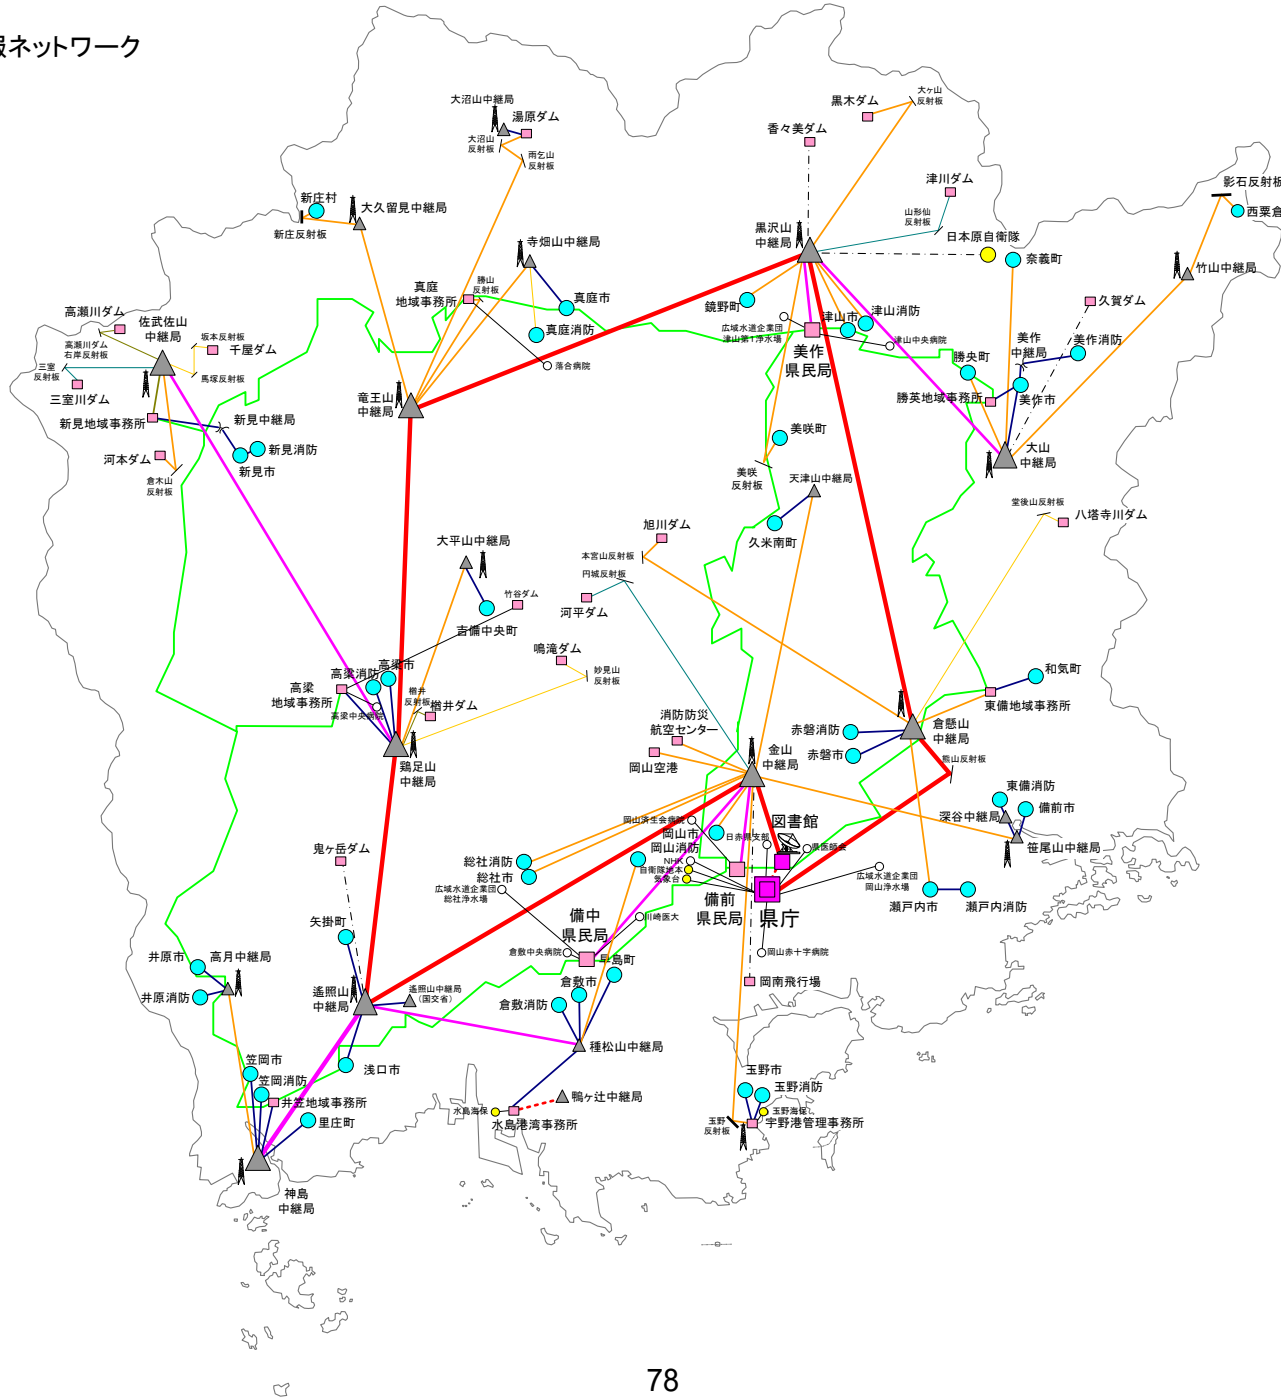 報ネットワーク
大沼山中継局
湯原ダム
大沼山
反射板
雨乞山
反射板
新庄村
新庄反射板
大久留見中継局
寺畑山中継局
真庭
地域事務所
勝山
反射板
真庭市
真庭消防
落合病院
黒木ダム
大ヶ山
反射板
香々美ダム
津川ダム
山形仙
反射板
黒沢山
中継局
日本原自衛隊
奈義町
影石反射板
西粟倉
竹山中継局
久賀ダム
鏡野町
広域水道企業団
津山第1浄水場
津山市
津山消防
美作
県民局
津山中央病院
美作
中継局
美作消防
勝央町
勝英地域事務所
美作市
大山
中継局
高瀬川ダム
佐武佐山
中継局
高瀬川ダム
右岸反射板
坂本反射板
千屋ダム
三室
反射板
馬塚反射板
三室川ダム
新見地域事務所
新見中継局
新見消防
新見市
河本ダム
倉木山
反射板
竜王山
中継局
美咲町
美咲
反射板
天津山中継局
久米南町
堂後山反射板
八塔寺川ダム
旭川ダム
本宮山反射板
円城反射板
河平ダム
大平山中継局
竹谷ダム
吉備中央町
鳴滝ダム
妙見山
反射板
高梁市
高梁消防
高梁
地域事務所
高梁中央病院
楢井
反射板
楢井ダム
鶏足山
中継局
和気町
東備地域事務所
消防防災
航空センター
岡山空港
金山
中継局
赤磐消防
赤磐市
倉懸山
中継局
熊山反射板
東備消防
備前市
深谷中継局
笹尾山中継局
瀬戸内市
瀬戸内消防
図書館
岡山済生会病院
岡山市
日赤県支部
県医師会
岡山消防
NHK
自衛隊地本
気象台
備前
県民局
県庁
広域水道企業団
岡山浄水場
岡山赤十字病院
岡南飛行場
総社消防
総社市
広域水道企業団
総社浄水場
備中
県民局
川崎医大
倉敷中央病院
早島町
倉敷市
倉敷消防
種松山中継局
鬼ヶ岳ダム
矢掛町
井原市
高月中継局
井原消防
遙照山
中継局
遙照山中継局
(国交省)
浅口市
笠岡市
笠岡消防
井笠地域事務所
里庄町
神島
中継局
水島海保
水島港湾事務所
鴨ヶ辻中継局
玉野市
玉野消防
玉野海保
玉野
反射板
宇野港管理事務所
78